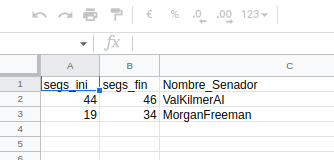 € % .0 .00 123
fx
A B C
1 segs_ini segs_fin Nombre_Senador
2 44 46 ValKilmerAI
3 19 34 MorganFreeman
4
5